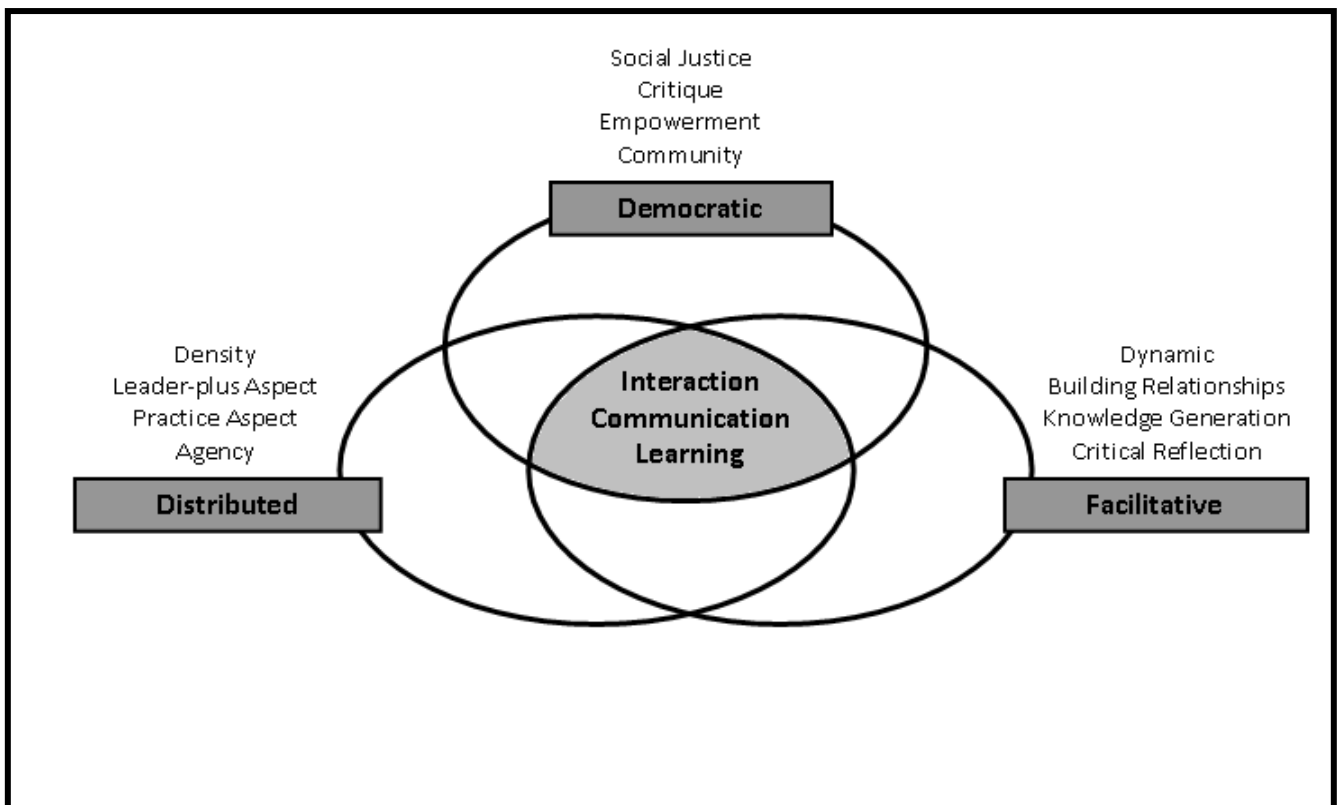 Social Justice
Critique
Empowerment
Community
Democratic
Density
Leader-plus Aspect
Practice Aspect
Agency
Distributed
Interaction
Communication
Learning
Dynamic
Building Relationships
Knowledge Generation
Critical Reflection
Facilitative